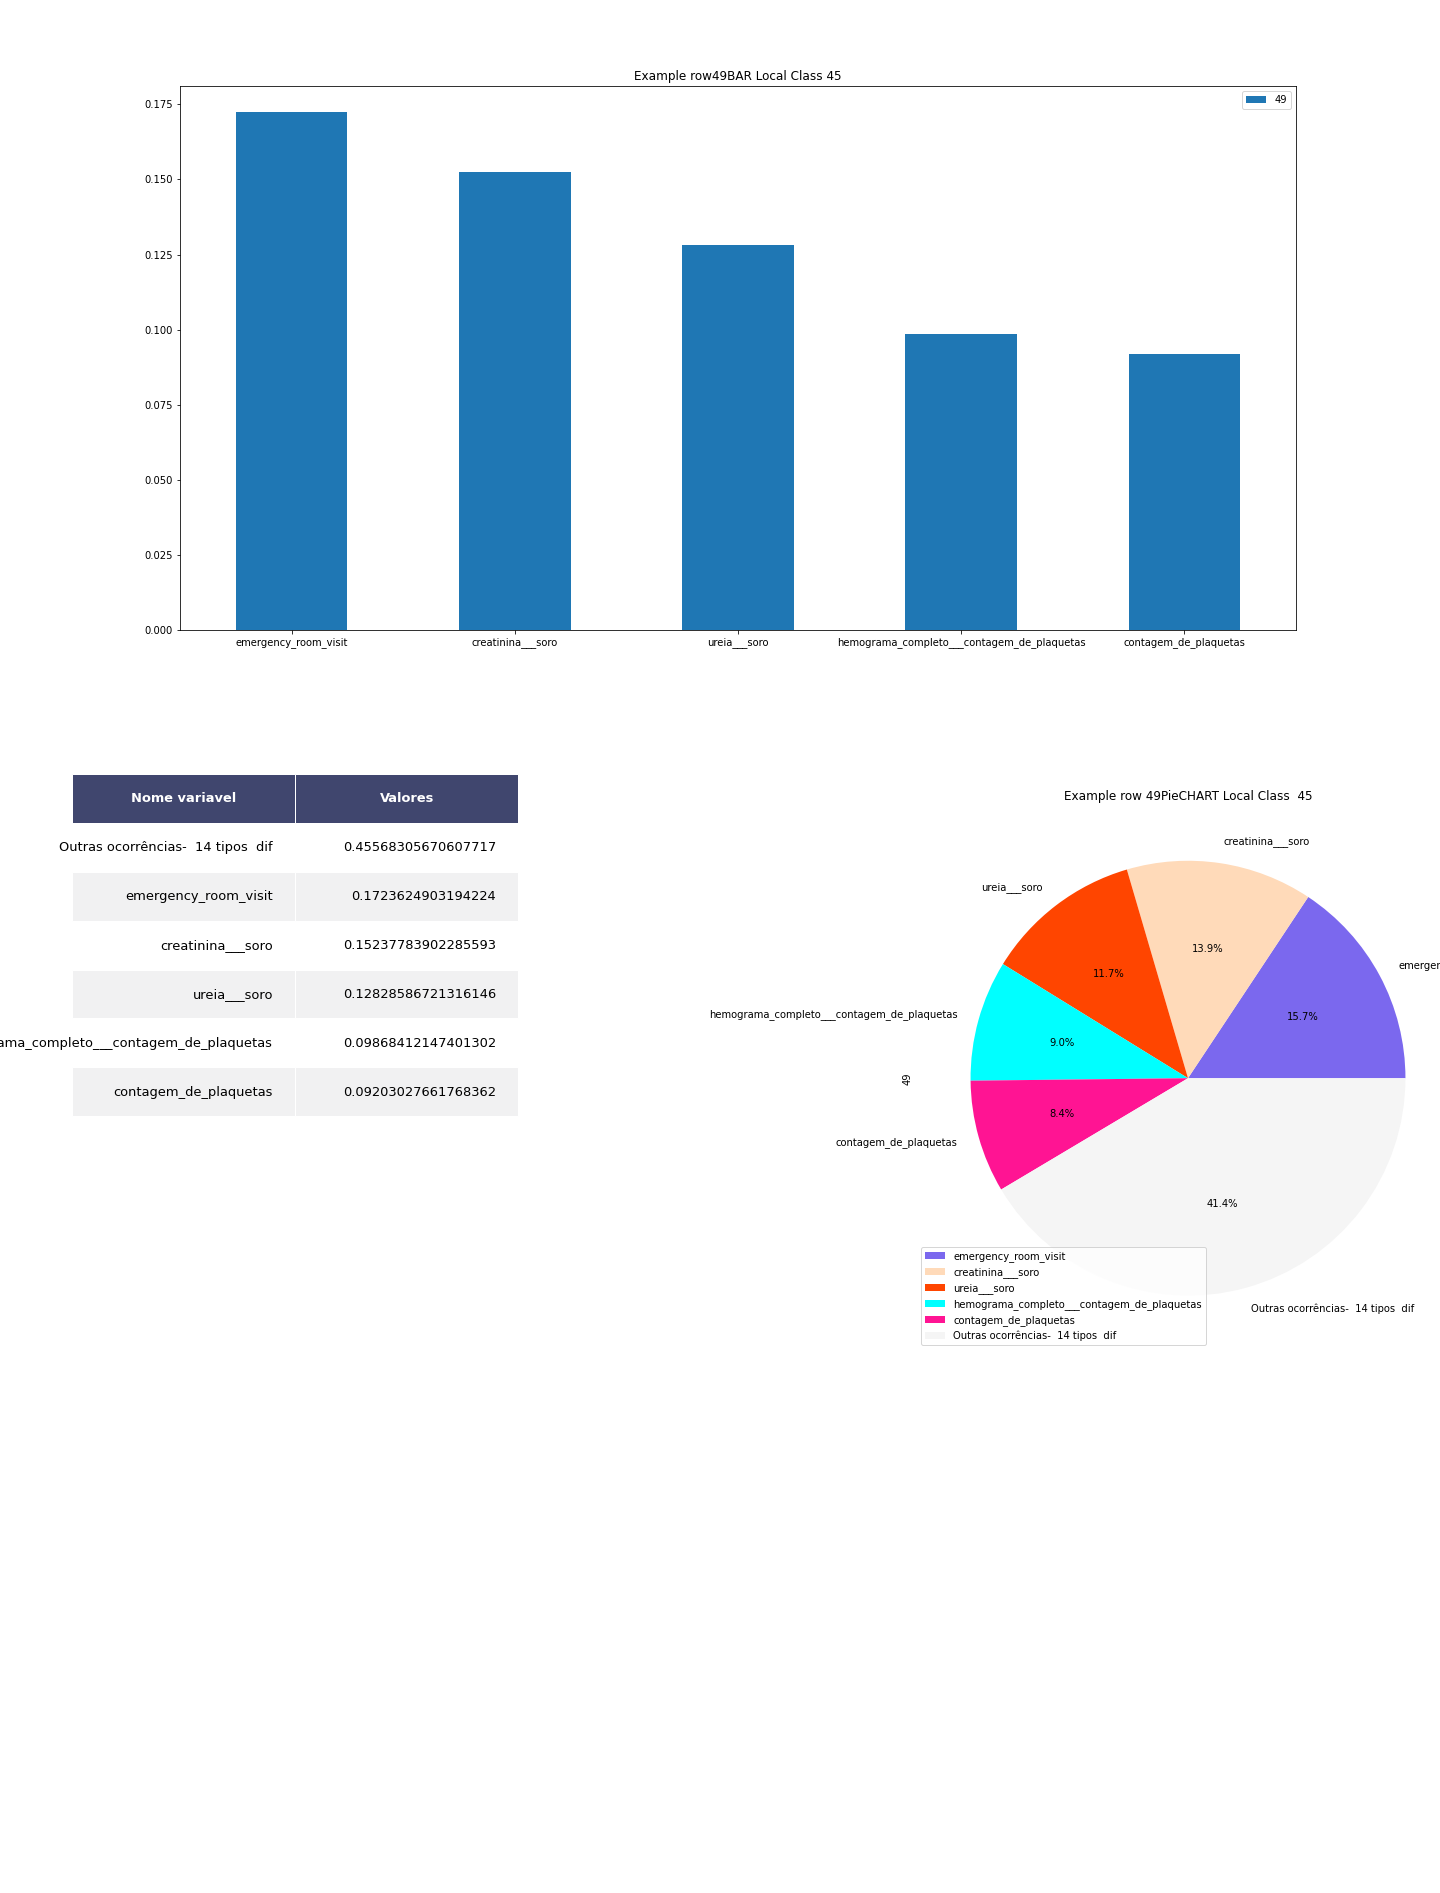 Example row49BAR Local Class 45
49
0.175
0.150
0.125
0.100
0.075
0.050
0.025
0.000
emergency_room_visit creatinina___soro ureia___soro hemograma_completo___contagem_de_plaquetas contagem_de_plaquetas
Nome variavel Valores
Outras ocorrências-  14 tipos  dif 0.45568305670607717
emergency_room_visit 0.1723624903194224
creatinina___soro 0.15237783902285593
ureia___soro 0.12828586721316146
ama_completo___contagem_de_plaquetas 0.09868412147401302
contagem_de_plaquetas 0.09203027661768362
Example row 49PieCHART Local Class  45
creatinina___soro
ureia___soro
13.9%
emerger
11.7%
hemograma_completo___contagem_de_plaquetas
15.7%
9.0%
49
8.4%
contagem_de_plaquetas
41.4%
emergency_room_visit
creatinina___soro
ureia___soro
hemograma_completo___contagem_de_plaquetas
contagem_de_plaquetas
Outras ocorrências-  14 tipos  dif
Outras ocorrências-  14 tipos  dif